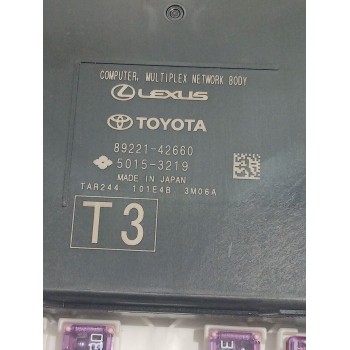 COMPUTER, MULTIPLEX NETWORK BODY
LEXUS
TOYOTA
89221-42660
5015-3219
MADE IN JAPAN
TAR244 101E4B 3M06A
T3